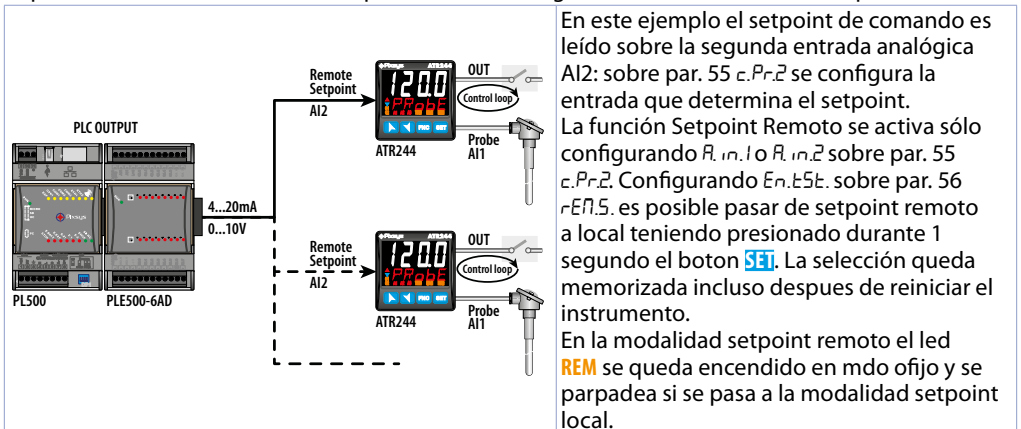 En este ejemplo el setpoint de comando es
leído sobre la segunda entrada analógica
AI2: sobre par. 55 c.Pr.2 se configura la
entrada que determina el setpoint.
La función Setpoint Remoto se activa sólo
configurando A.in.1 o A.in.2 sobre par. 55
c.Pr.2. Configurando En.tSt. sobre par. 56
rEM.S. es posible pasar de setpoint remoto
a local teniendo presionado durante 1
segundo el boton SET. La selección queda
memorizada incluso despues de reiniciar el
instrumento.
En la modalidad setpoint remoto el led
REM se queda encendido en mdo ofijo y se
parpadea si se pasa a la modalidad setpoint
local.
PLC OUTPUT
Pixsys
PL500
PLE500-6AD
4...20mA
0...10V
Remote
Setpoint
AI2
Pixsys ATR244
120.0
PRobE
FNC SET
ATR244
OUT
Control loop
Probe
AI1
Remote
Setpoint
AI2
Pixsys ATR244
120.0
PRobE
FNC SET
ATR244
OUT
Control loop
Probe
AI1